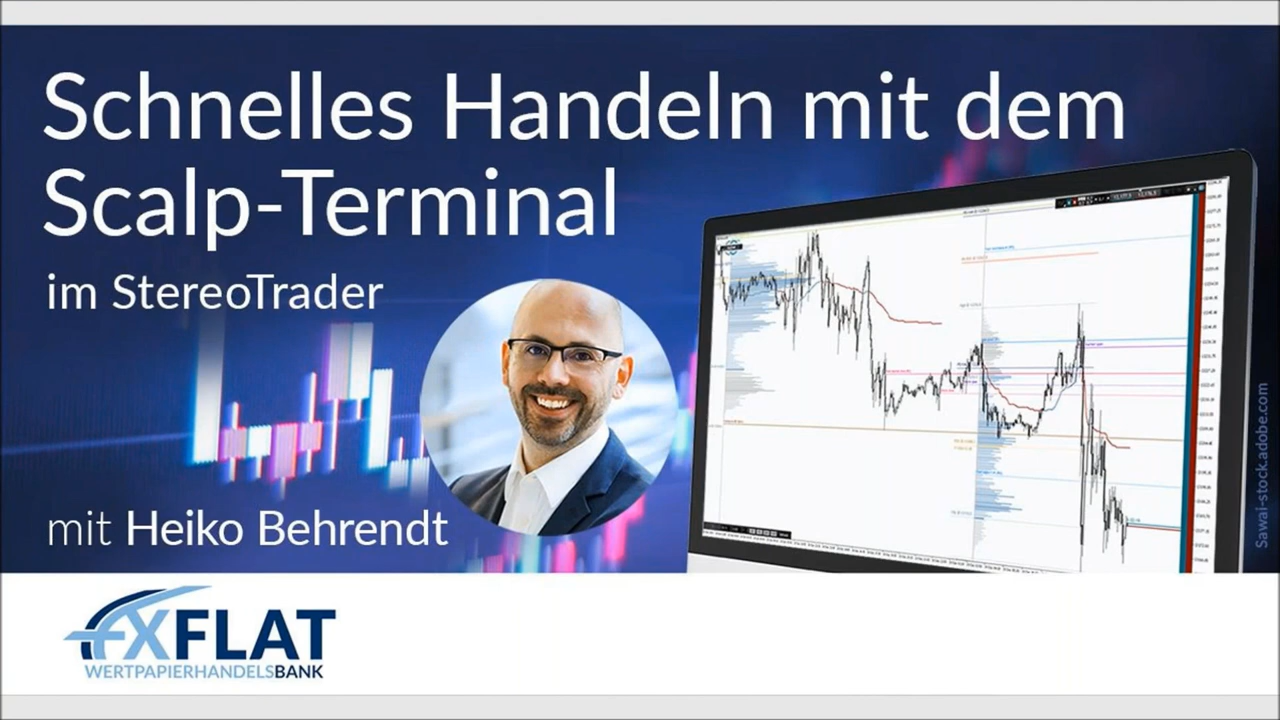 Schnelles Handeln mit dem
Scalp-Terminal
im StereoTrader
mit Heiko Behrendt
Sawai-stock.adobe.com
FXFLAT
WERTPAPIERHANDELSBANK